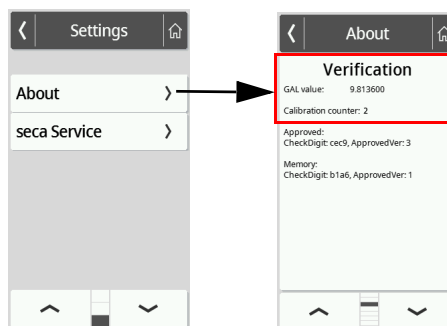 Settings
About
seca Service
About
Verification
GAL value: 9.813600
Calibration counter: 2
Approved:
CheckDigit: cec9, ApprovedVer: 3
Memory:
CheckDigit: b1a6, ApprovedVer: 1